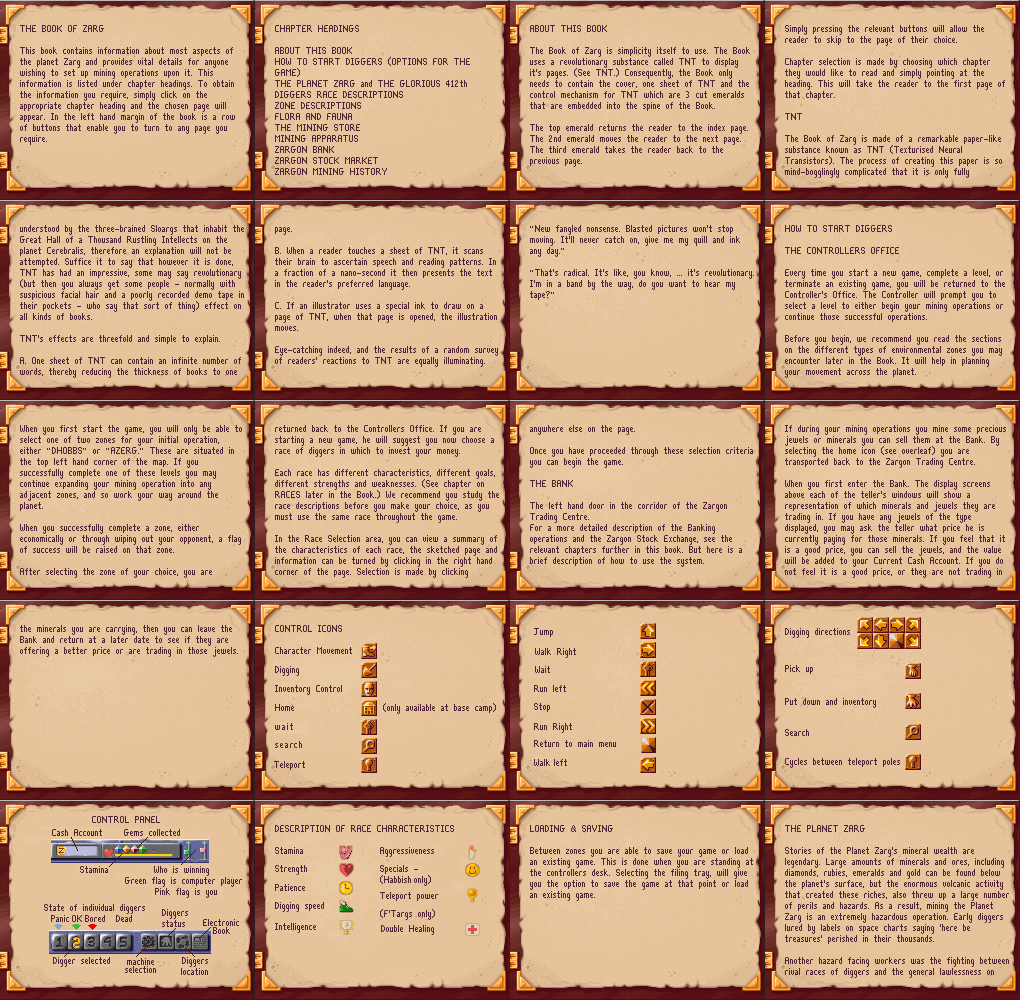 THE BOOK OF ZARG
This book contains information about most aspects of
the planet Zarg and provides vital details for anyone
wishing to set up mining operations upon it. This
information is listed under chapter headings. To obtain
the information you require, simply click on the
appropriate chapter heading and the chosen page will
appear. In the left hand margin of the book is a row
of buttons that enable you to turn to any page you
require.
CHAPTER HEADINGS
ABOUT THIS BOOK
HOW TO START DIGGERS (OPTIONS FOR THE
GAME)
THE PLANET ZARG and THE GLORIOUS 412th
DIGGERS RACE DESCRIPTIONS
ZONE DESCRIPTIONS
FLORA AND FAUNA
THE MINING STORE
MINING APPARATUS
ZARGON BANK
ZARGON STOCK MARKET
ZARGON MINING HISTORY
ABOUT THIS BOOK
The Book of Zarg is simplicity itself to use. The Book
uses a revolutionary substance called TNT to display
it's pages. (See TNT.) Consequently, the Book only
needs to contain the cover, one sheet of TNT and the
control mechanism for TNT which are 3 cut emeralds
that are embedded into the spine of the Book.
The top emerald returns the reader to the index page.
The 2nd emerald moves the reader to the next page.
The third emerald takes the reader back to the
previous page.
Simply pressing the relevant buttons will allow the
reader to skip to the page of their choice.
Chapter selection is made by choosing which chapter
they would like to read and simply pointing at the
heading. This will take the reader to the first page of
that chapter.
TNT
The Book of Zarg is made of a remarkable paper-like
substance known as TNT (Texturised Neural
Transistors). The process of creating this paper is so
mind-bogglingly complicated that it is only fully
understood by the three-brained Sloargs that inhabit the
Great Hall of a Thousand Rustling Intellects on the
planet Cerebralis, therefore an explanation will not be
attempted. Suffice it to say that however it is done,
TNT has had an impressive, some may say revolutionary
(but then you always get some people - normally with
suspicious facial hair and a poorly recorded demo tape in
their pockets - who say that sort of thing) effect on
all kinds of books.
TNT's effects are threefold and simple to explain.
A. One sheet of TNT can contain an infinite number of
words, thereby reducing the thickness of books to one
page.
B. When a reader touches a sheet of TNT, it scans
their brain to ascertain speech and reading patterns. In
a fraction of a nano-second it then presents the text
in the reader's preferred language.
C. If an illustrator uses a special ink to draw on a
page of TNT, when that page is opened, the illustration
moves.
Eye-catching indeed, and the results of a random survey
of readers' reactions to TNT are equally illuminating.
"New fangled nonsense. Blasted pictures won't stop
moving. It'll never catch on, give me my quill and ink
any day."
"That's radical. It's like, you know, ... it's revolutionary.
I'm in a band by the way, do you want to hear my
tape?"
HOW TO START DIGGERS
THE CONTROLLERS OFFICE
Every time you start a new game, complete a level, or
terminate an existing game, you will be returned to the
Controller's Office. The Controller will prompt you to
select a level to either begin your mining operations or
continue those successful operations.
Before you begin, we recommend you read the sections
on the different types of environmental zones you may
encounter later in the Book. It will help in planning
your movement across the planet.
When you first start the game, you will only be able to
select one of two zones for your initial operation,
either "DHOBBS" or "AZERG." These are situated in
the top left hand corner of the map. If you
successfully complete one of these levels you may
continue expanding your mining operation into any
adjacent zones, and so work your way around the
planet.
When you successfully complete a zone, either
economically or through wiping out your opponent, a flag
of success will be raised on that zone.
After selecting the zone of your choice, you are
returned back to the Controllers Office. If you are
starting a new game, he will suggest you now choose a
race of diggers in which to invest your money.
Each race has different characteristics, different goals,
different strengths and weaknesses. (See chapter on
RACES later in the Book.) We recommend you study the
race descriptions before you make your choice, as you
must use the same race throughout the game.
In the Race Selection area, you can view a summary of
the characteristics of each race, the sketched page and
information can be turned by clicking in the right hand
corner of the page. Selection is made by clicking
anywhere else on the page.
Once you have proceeded through these selection criteria
you can begin the game.
THE BANK
The left hand door in the corridor of the Zargon
Trading Centre.
For a more detailed description of the Banking
operations and the Zargon Stock Exchange, see the
relevant chapters further in this book. But here is a
brief description of how to use the system.
If during your mining operations you mine some precious
jewels or minerals you can sell them at the Bank. By
selecting the home icon (see overleaf) you are
transported back to the Zargon Trading Centre.
When you first enter the Bank. The display screens
above each of the teller's windows will show a
representation of which minerals and jewels they are
trading in. If you have any jewels of the type
displayed, you may ask the teller what price he is
currently paying for those minerals. If you feel that it
is a good price, you can sell the jewels, and the value
will be added to your Current Cash Account. If you do
not feel it is a good price, or they are not trading in
the minerals you are carrying, then you can leave the
Bank and return at a later date to see if they are
offering a better price or are trading in those jewels.
CONTROL ICONS
Character Movement
Digging
Inventory Control
Home (only available at base camp)
wait
search
Teleport
Jump
Walk Right
Wait
Run left
Stop
Run Right
Return to main menu
Walk left
Digging directions
Pick up
Put down and inventory
Search
Cycles between teleport poles
CONTROL PANEL
Cash Account Gems collected
Stamina Who is winning
Green flag is computer player
Pink flag is you
State of individual diggers
Panic OK Bored Dead Diggers status Electronic Book
1 2 3 4 5
Digger selected machine selection Diggers location
DESCRIPTION OF RACE CHARACTERISTICS
Stamina
Strength
Patience
Digging speed
Intelligence
Aggressiveness
Specials -
(Habbish only)
Teleport power
(F'Targs only)
Double Healing
LOADING & SAVING
Between zones you are able to save your game or load
an existing game. This is done when you are standing at
the controllers desk. Selecting the filing tray, will give
you the option to save the game at that point or load
an existing game.
THE PLANET ZARG
Stories of the Planet Zarg's mineral wealth are
legendary. Large amounts of minerals and ores, including
diamonds, rubies, emeralds and gold can be found below
the planet's surface, but the enormous volcanic activity
that created these riches, also threw up a large number
of perils and hazards. As a result, mining the Planet
Zarg is an extremely hazardous operation. Early diggers
lured by labels on space charts saying 'here be
treasures' perished in their thousands.
Another hazard facing workers was the fighting between
rival races of diggers and the general lawlessness on